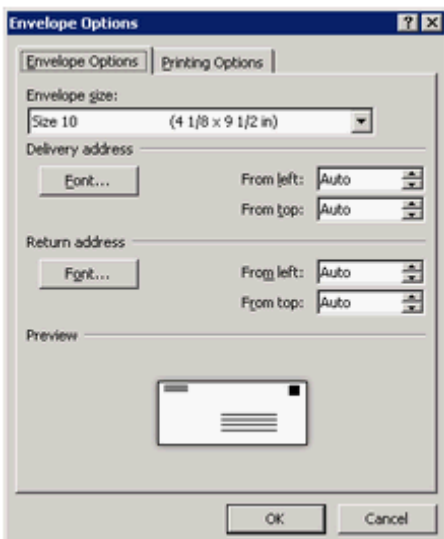 Envelope Options
Envelope Options Printing Options
Envelope size:
Size 10 (4 1/8 x 9 1/2 in)
Delivery address
Font... From left: Auto
From top: Auto
Return address
Font... From left: Auto
From top: Auto
Preview
OK Cancel